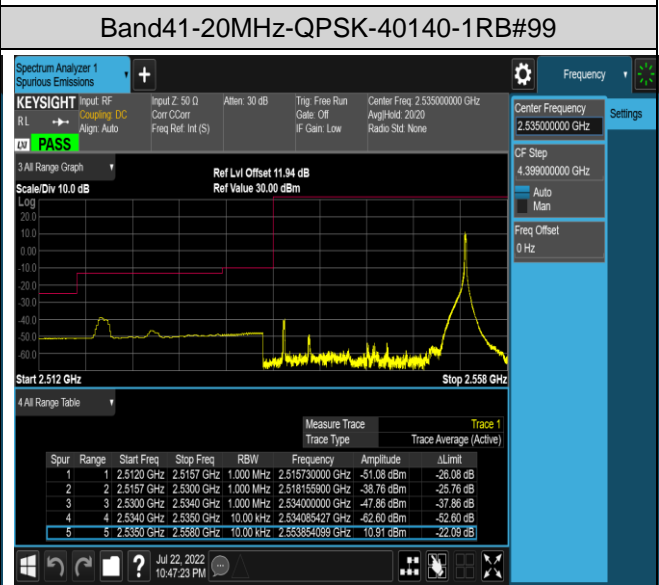 Band41-20MHz-QPSK-40140-1RB#99
Spectrum Analyzer 1
Spurious Emissions
+
Frequency
KEYSIGHT
RL
Align: Auto
LXI
PASS
Input: RF
Coupling: DC
Input Z: 50 Ω
Corr CCorr
Freq Ref: Int (S)
Atten: 30 dB
Trig: Free Run
Gate: Off
IF Gain: Low
Center Freq: 2.535000000 GHz
Avg|Hold: 20/20
Radio Std: None
Center Frequency
2.535000000 GHz
Settings
CF Step
4.399000000 GHz
Auto
Man
Freq Offset
0 Hz
3 All Range Graph
Scale/Div 10.0 dB
Ref Lvl Offset 11.94 dB
Ref Value 30.00 dBm
Log
20.0
10.0
0.00
-10.0
-20.0
-30.0
-40.0
-50.0
-60.0
Start 2.512 GHz
Stop 2.558 GHz
4 All Range Table
Measure Trace Trace 1
Trace Type Trace Average (Active)
Spur Range Start Freq Stop Freq RBW Frequency Amplitude ΔLimit
1 1 2.5120 GHz 2.5157 GHz 1.000 MHz 2.515730000 GHz -51.08 dBm -26.08 dB
2 2 2.5157 GHz 2.5300 GHz 1.000 MHz 2.518155900 GHz -38.76 dBm -25.76 dB
3 3 2.5300 GHz 2.5340 GHz 1.000 MHz 2.534000000 GHz -47.86 dBm -37.86 dB
4 4 2.5340 GHz 2.5350 GHz 10.00 kHz 2.534085427 GHz -62.60 dBm -52.60 dB
5 5 2.5350 GHz 2.5580 GHz 10.00 kHz 2.553854099 GHz 10.91 dBm -22.09 dB
?
Jul 22, 2022
10:47:23 PM